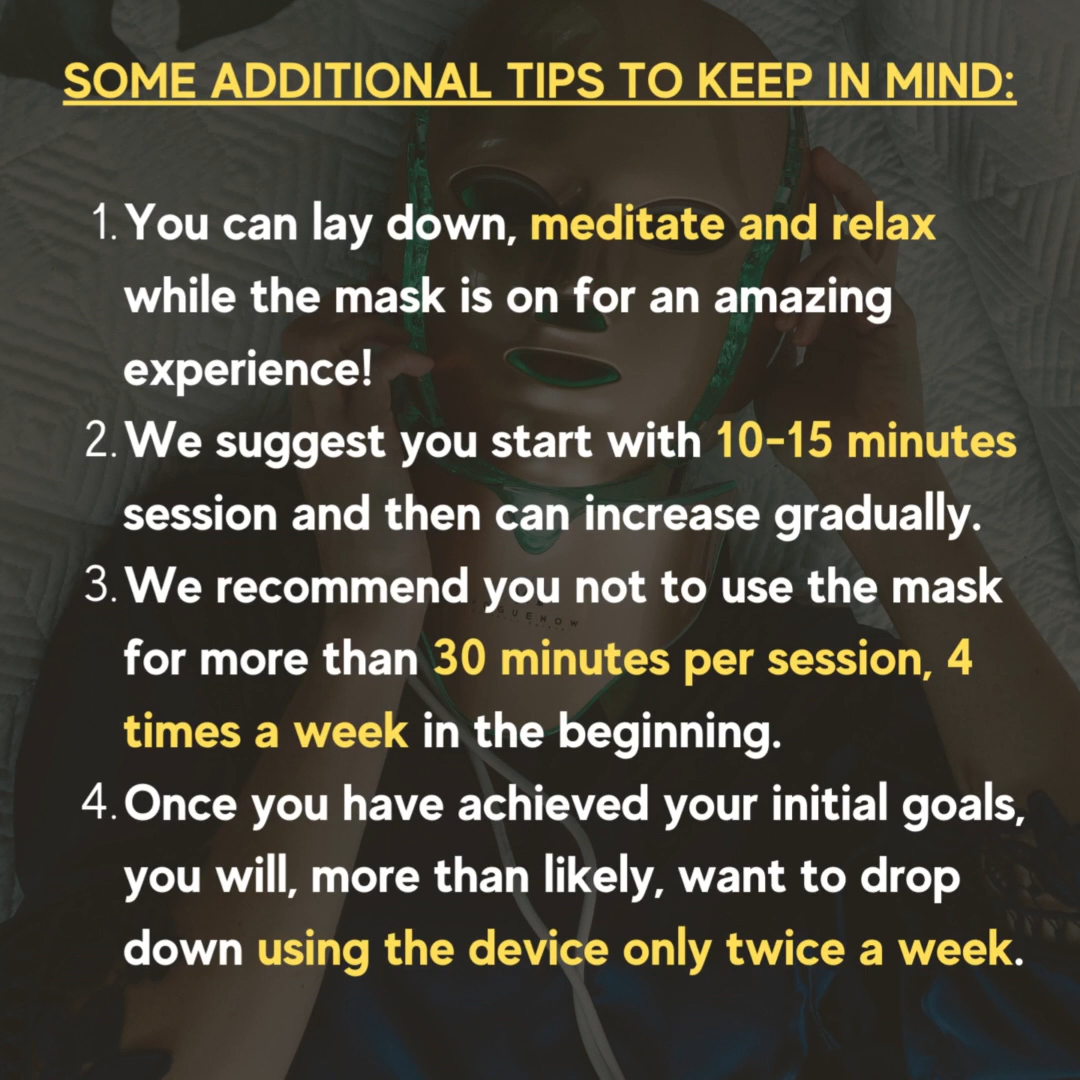 SOME ADDITIONAL TIPS TO KEEP IN MIND:
1. You can lay down, meditate and relax
while the mask is on for an amazing
experience!
2. We suggest you start with 10-15 minutes
session and then can increase gradually.
3. We recommend you not to use the mask
for more than 30 minutes per session, 4
times a week in the beginning.
4. Once you have achieved your initial goals,
you will, more than likely, want to drop
down using the device only twice a week.